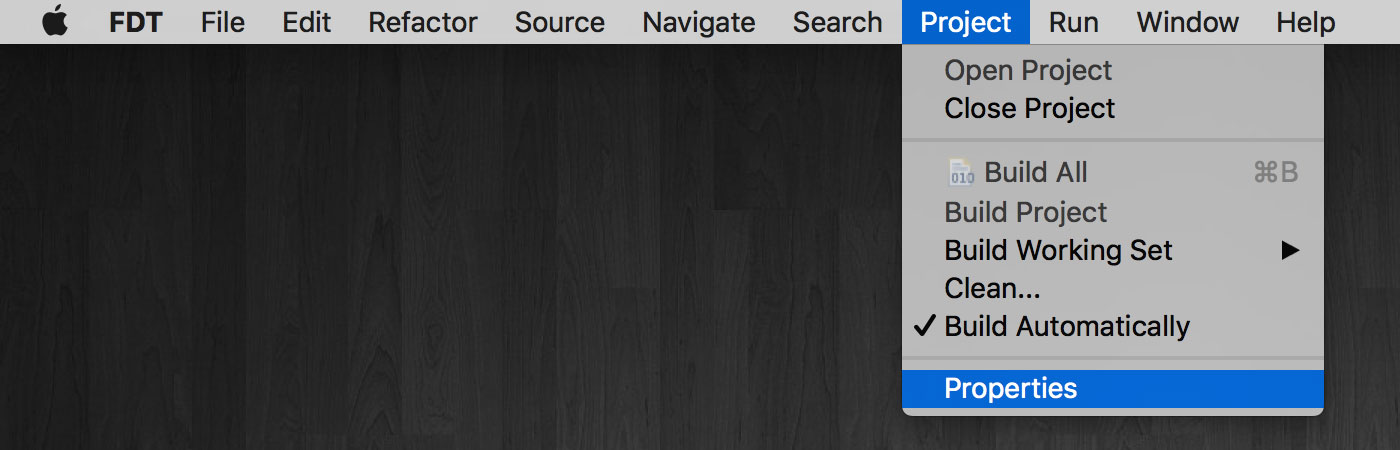 FDT File Edit Refactor Source Navigate Search Project Run Window Help
Open Project
Close Project
010 Build All ⌘B
Build Project
Build Working Set
Clean...
Build Automatically
Properties